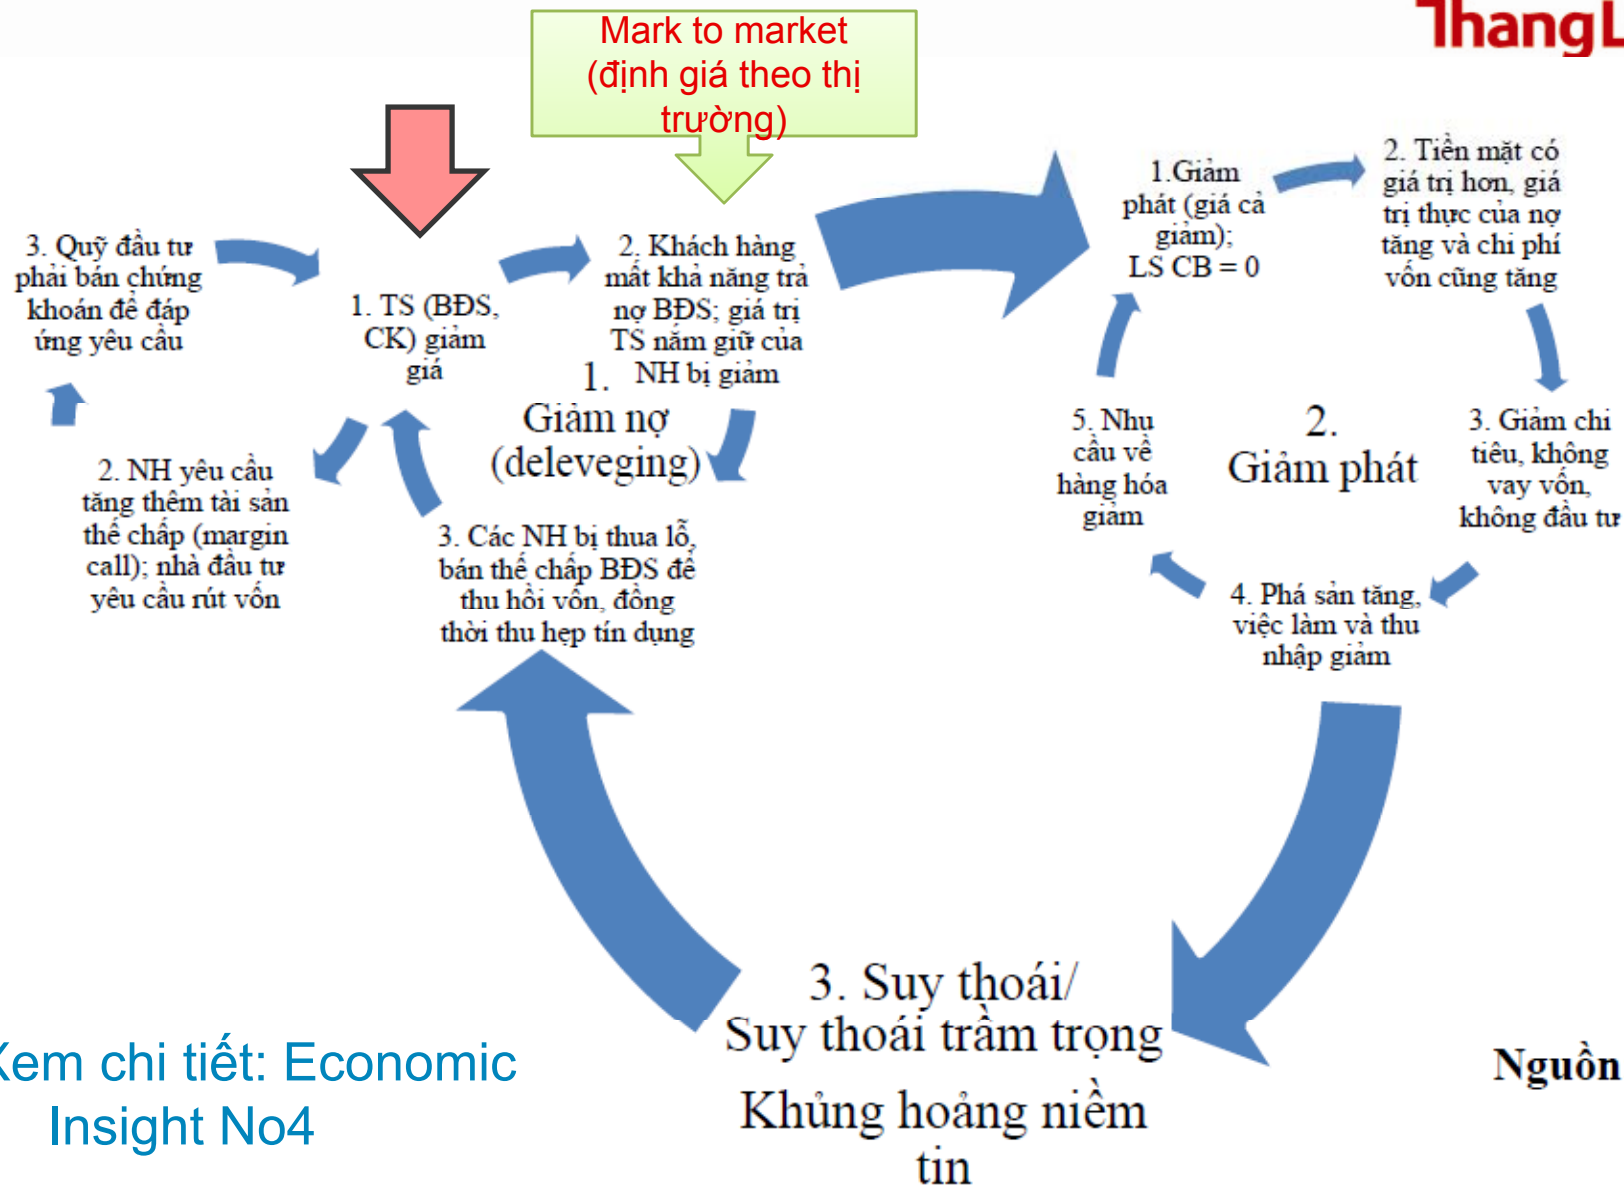 ThangL
Mark to market
(định giá theo thị
trường)
3. Quỹ đầu tư
phải bán chứng
khoán để đáp
ứng yêu cầu
1. TS (BĐS,
CK) giảm
giá
2. Khách hàng
mất khả năng trả
nợ BĐS; giá trị
TS nắm giữ của
NH bị giảm
1.
Giảm nợ
(deleveging)
2. NH yêu cầu
tăng thêm tài sản
thế chấp (margin
call); nhà đầu tư
yêu cầu rút vốn
3. Các NH bị thua lỗ,
bán thế chấp BĐS để
thu hồi vốn, đồng
thời thu hẹp tín dụng
1.Giảm
phát (giá cả
giảm);
LS CB = 0
2. Tiền mặt có
giá trị hơn, giá
trị thực của nợ
tăng và chi phí
vốn cũng tăng
3. Giảm chi
tiêu, không
vay vốn,
không đầu tư
4. Phá sản tăng,
việc làm và thu
nhập giảm
5. Nhu
cầu về
hàng hóa
giảm
2.
Giảm phát
3. Suy thoái/
Suy thoái trầm trọng
Khủng hoảng niềm
tin
Xem chi tiết: Economic
Insight No4
Nguồn